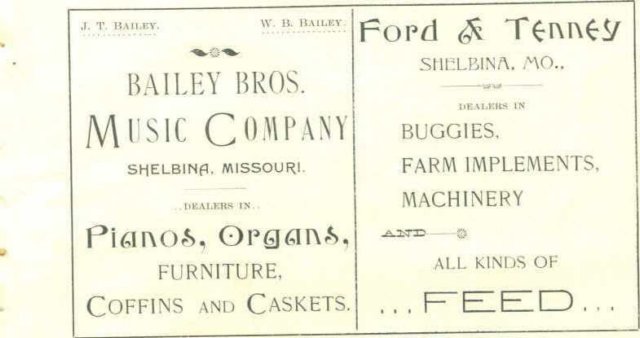 J. T. BAILEY. W. B. BAILEY.
BAILEY BROS.
MUSIC COMPANY
SHELBINA, MISSOURI.
..DEALERS IN..
Pianos, Organs,
FURNITURE,
COFFINS AND CASKETS.
Ford & Tenney
SHELBINA, MO.,
DEALERS IN
BUGGIES,
FARM IMPLEMENTS,
MACHINERY
AND
ALL KINDS OF
...FEED...